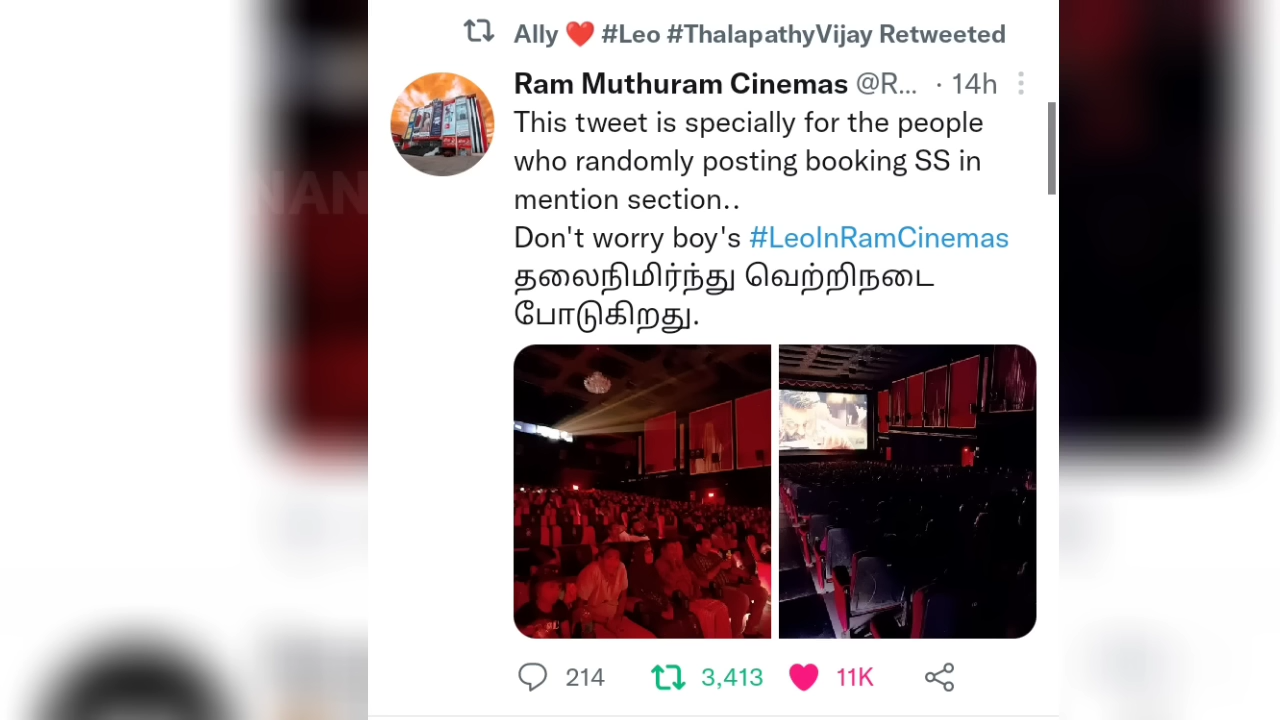 Ally ❤️ #Leo #ThalapathyVijay Retweeted
Ram Muthuram Cinemas @R... · 14h
This tweet is specially for the people
who randomly posting booking SS in
mention section..
Don't worry boy's #LeoInRamCinemas
தலைநிமிர்ந்து வெற்றிநடை
போடுகிறது.
214 3,413 11K